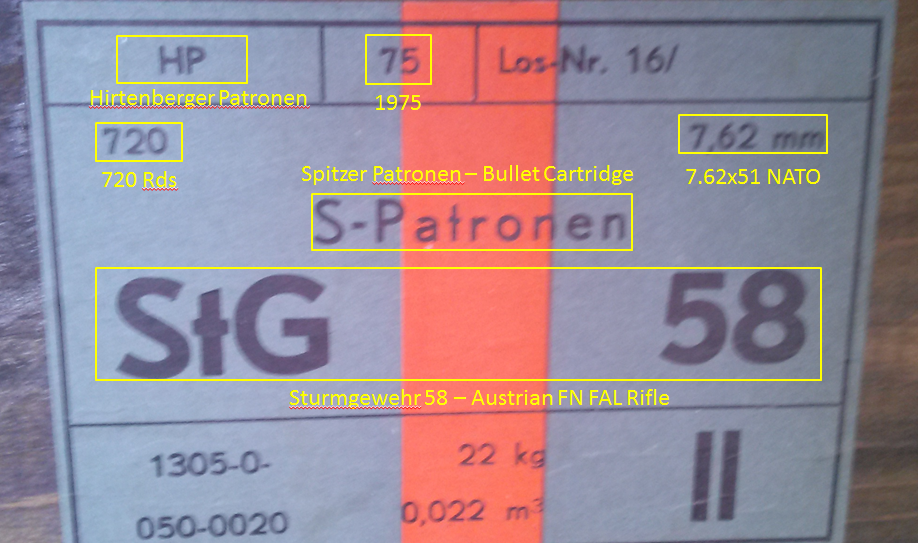 HP 75 Los-Nr. 16/
Hirtenberger Patronen 1975
720 7,62 mm
720 Rds Spitzer Patronen – Bullet Cartridge 7.62x51 NATO
S-Patronen
StG 58
Sturmgewehr 58 – Austrian FN FAL Rifle
1305-0- 22 kg II
050-0020 0,022 m³